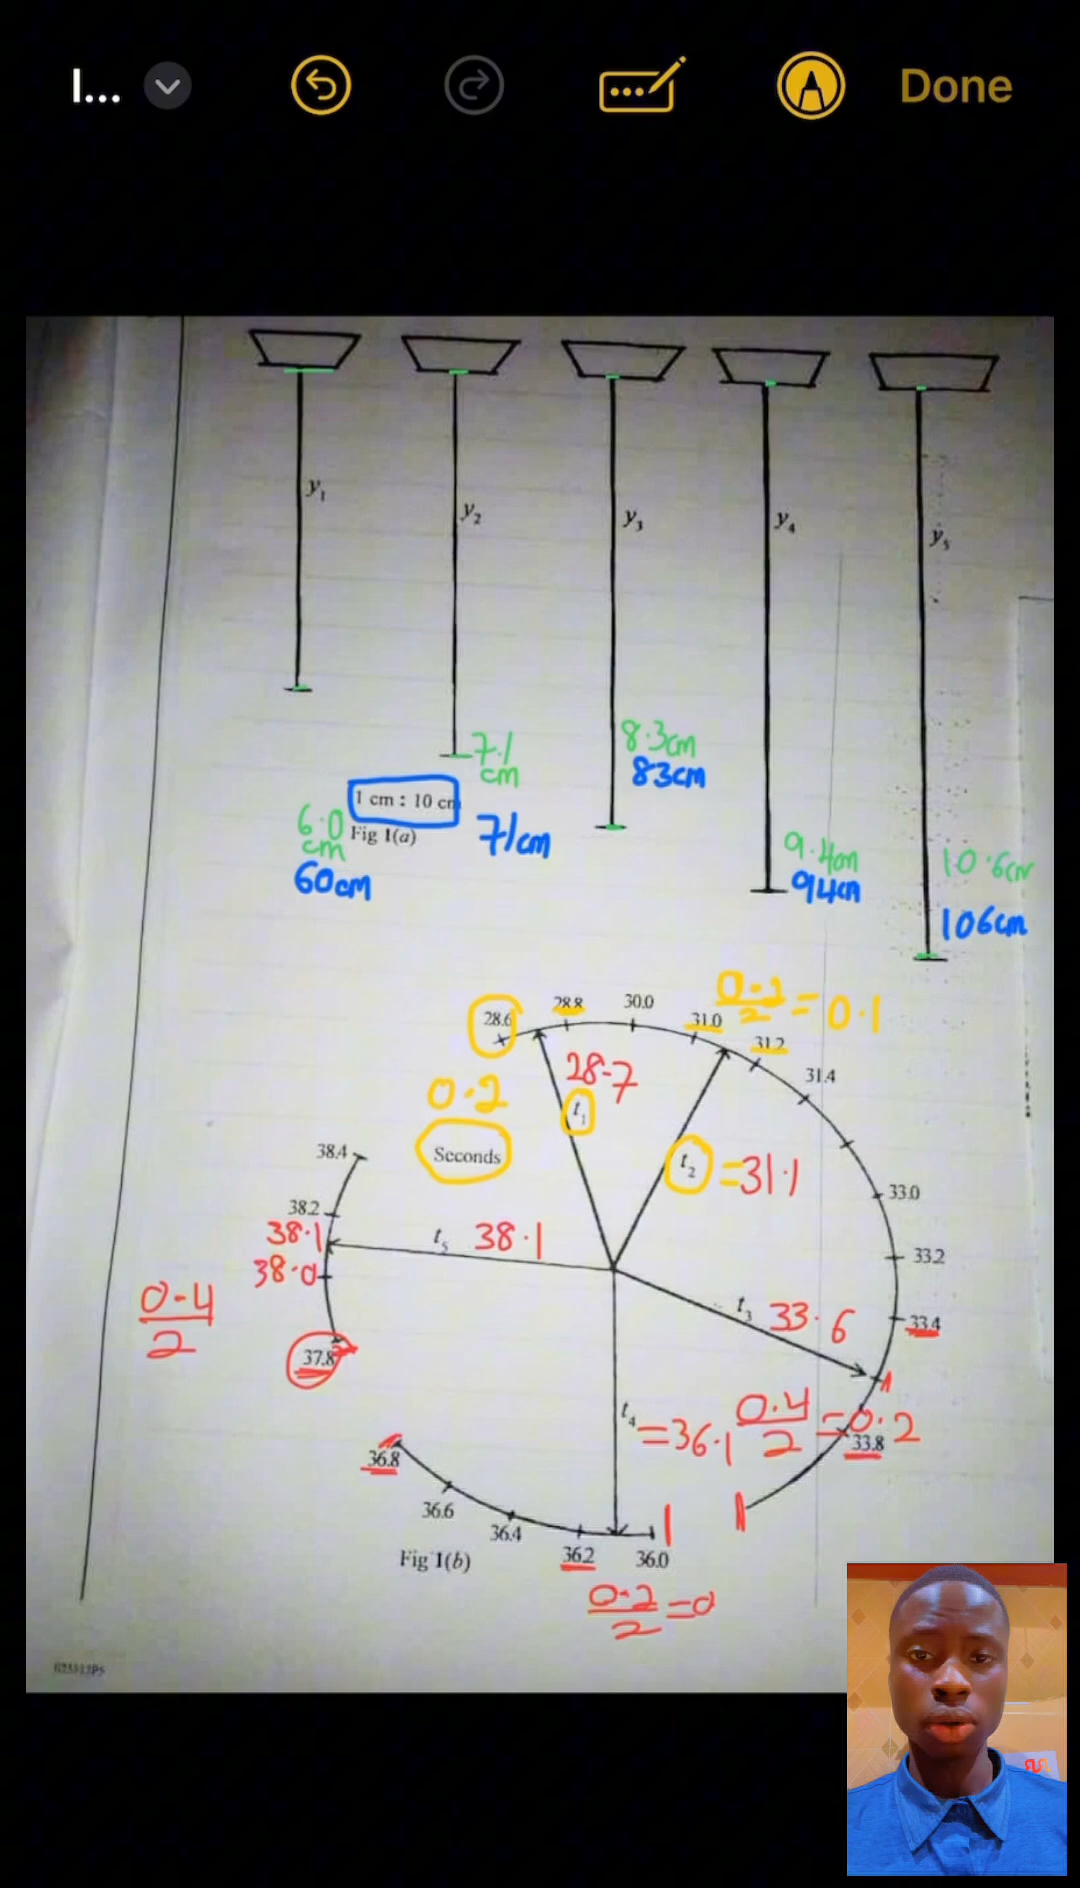 I...
Done
y₁
y₂
y₃
y₄
y₅
7.1
cm
8.3cm
83cm
1 cm : 10 cm
6.0
cm
Fig 1(a)
71cm
60cm
9.4cm
94cm
10.6cm
106cm
28.6
28.8
30.0
31.0
0.2/2 = 0.1
31.2
31.4
28.7
0.2
t₁
Seconds
t₂ = 31.1
38.4
38.2
38.1
38.0
t₅ 38.1
33.0
33.2
33.4
t₃ 33.6
0.4/2
37.8
t₄ = 36.1
0.4/2 = 0.2
33.8
36.8
36.6
36.4
36.2
36.0
Fig 1(b)
0.2/2 = 0